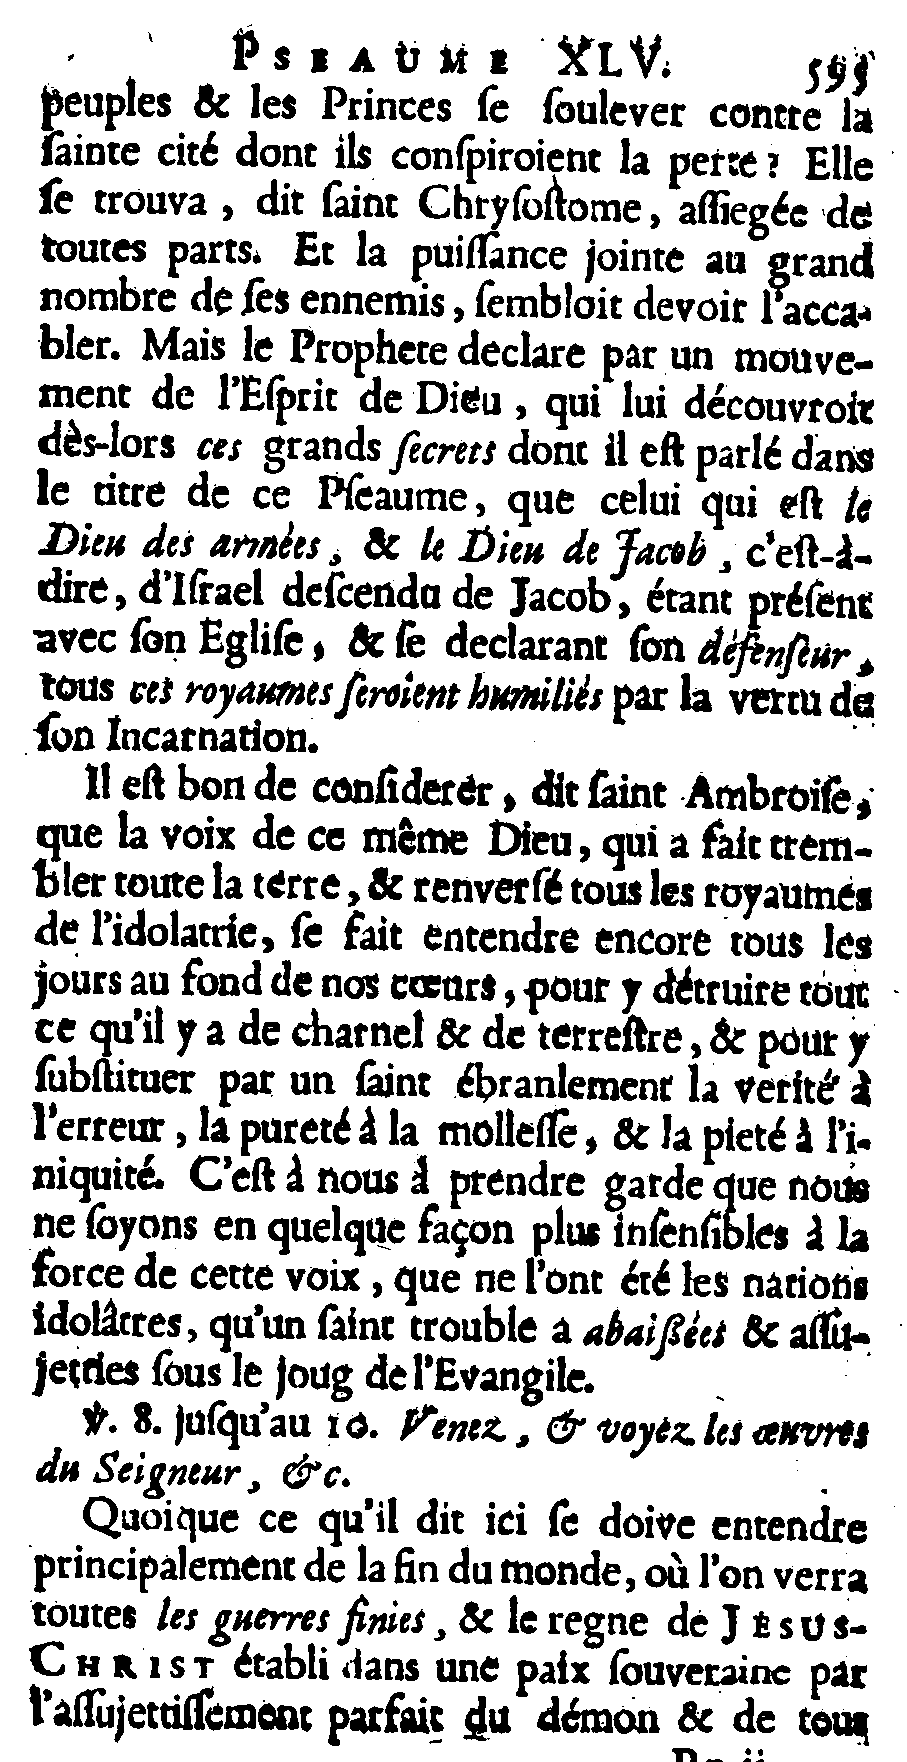 PSEAUME XLV. 595
peuples & les Princes ſe ſoulever contre la
ſainte cité dont ils conſpiroient la perte? Elle
ſe trouva, dit ſaint Chryſoſtome, aſſiegée de
toutes parts. Et la puiſſance jointe au grand
nombre de ſes ennemis, ſembloit devoir l'acca-
bler. Mais le Prophete declare par un mouve-
ment de l'Eſprit de Dieu, qui lui découvroit
dès-lors ces grands ſecrets dont il eſt parlé dans
le titre de ce Pſeaume, que celui qui eſt le
Dieu des armées, & le Dieu de Jacob, c'eſt-à-
dire, d'Iſrael deſcendu de Jacob, étant préſent
avec ſon Egliſe, & ſe declarant ſon défenſeur,
tous ces royaumes ſeroient humiliés par la vertu de
ſon Incarnation.
Il eſt bon de conſiderer, dit ſaint Ambroiſe,
que la voix de ce même Dieu, qui a fait trem-
bler toute la terre, & renverſé tous les royaumes
de l'idolatrie, ſe fait entendre encore tous les
jours au fond de nos cœurs, pour y détruire tout
ce qu'il y a de charnel & de terreſtre, & pour y
ſubſtituer par un ſaint ébranlement la verité à
l'erreur, la pureté à la molleſſe, & la pieté à l'i-
niquité. C'eſt à nous à prendre garde que nous
ne ſoyons en quelque façon plus inſenſibles à la
force de cette voix, que ne l'ont été les nations
idolâtres, qu'un ſaint trouble a abaiſſées & aſſu-
jetties ſous le joug de l'Evangile.
℣. 8. juſqu'au 10. Venez, & voyez les œuvres
du Seigneur, &c.
Quoique ce qu'il dit ici ſe doive entendre
principalement de la fin du monde, où l'on verra
toutes les guerres finies, & le regne de JESUS-
CHRIST établi dans une paix ſouveraine par
l'aſſujettiſſement parfait du démon & de tous